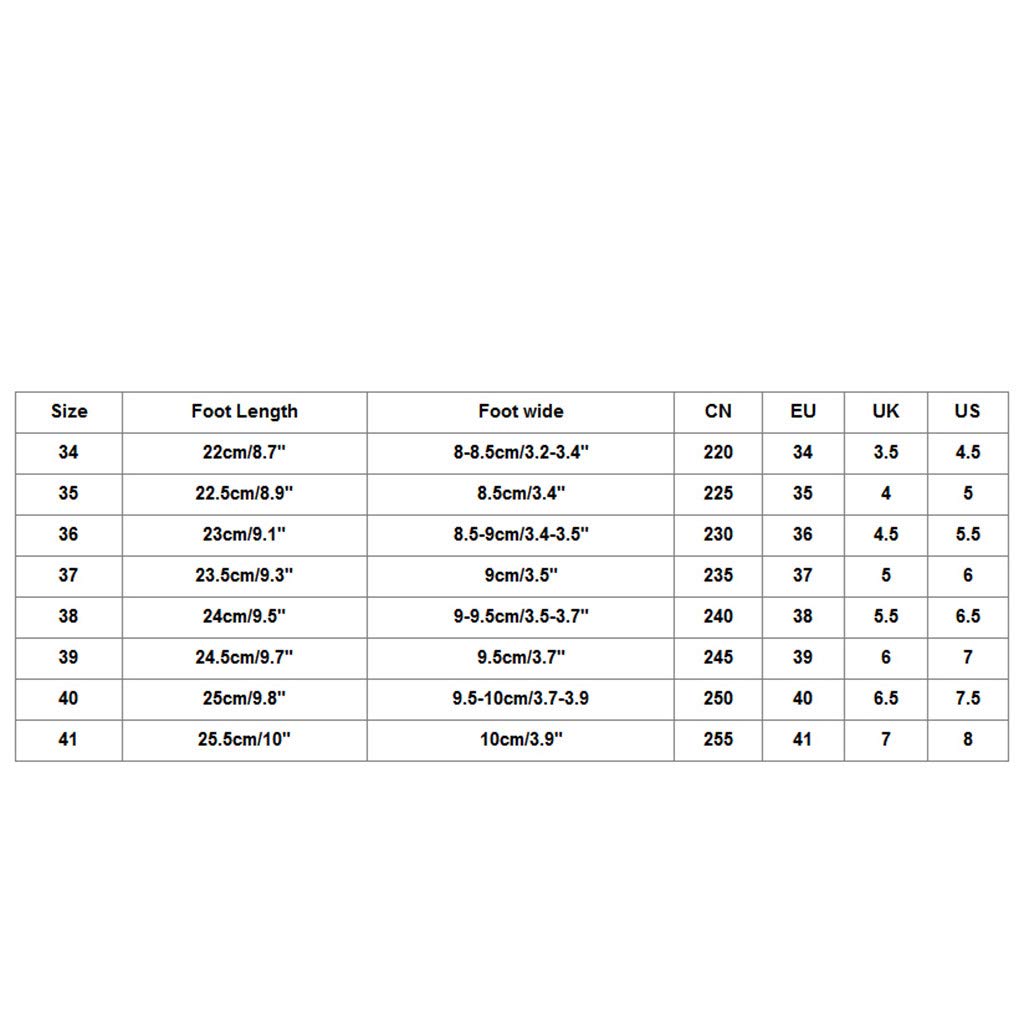 Size Foot Length Foot wide CN EU UK US
34 22cm/8.7" 8-8.5cm/3.2-3.4" 220 34 3.5 4.5
35 22.5cm/8.9" 8.5cm/3.4" 225 35 4 5
36 23cm/9.1" 8.5-9cm/3.4-3.5" 230 36 4.5 5.5
37 23.5cm/9.3" 9cm/3.5" 235 37 5 6
38 24cm/9.5" 9-9.5cm/3.5-3.7" 240 38 5.5 6.5
39 24.5cm/9.7" 9.5cm/3.7" 245 39 6 7
40 25cm/9.8" 9.5-10cm/3.7-3.9 250 40 6.5 7.5
41 25.5cm/10" 10cm/3.9" 255 41 7 8